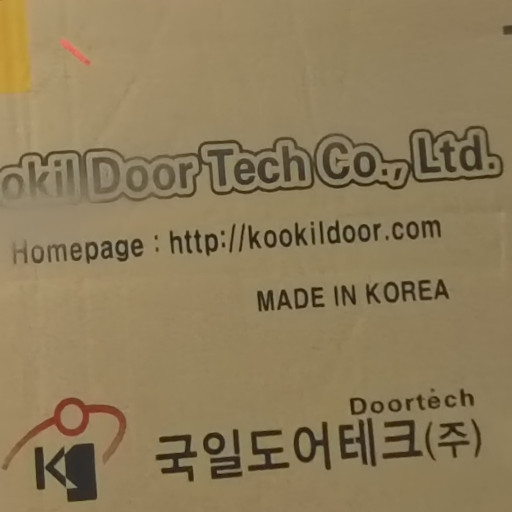 okil Door Tech Co., Ltd.
Homepage : http://kookildoor.com
MADE IN KOREA
Doortech
국일도어테크(주)
K